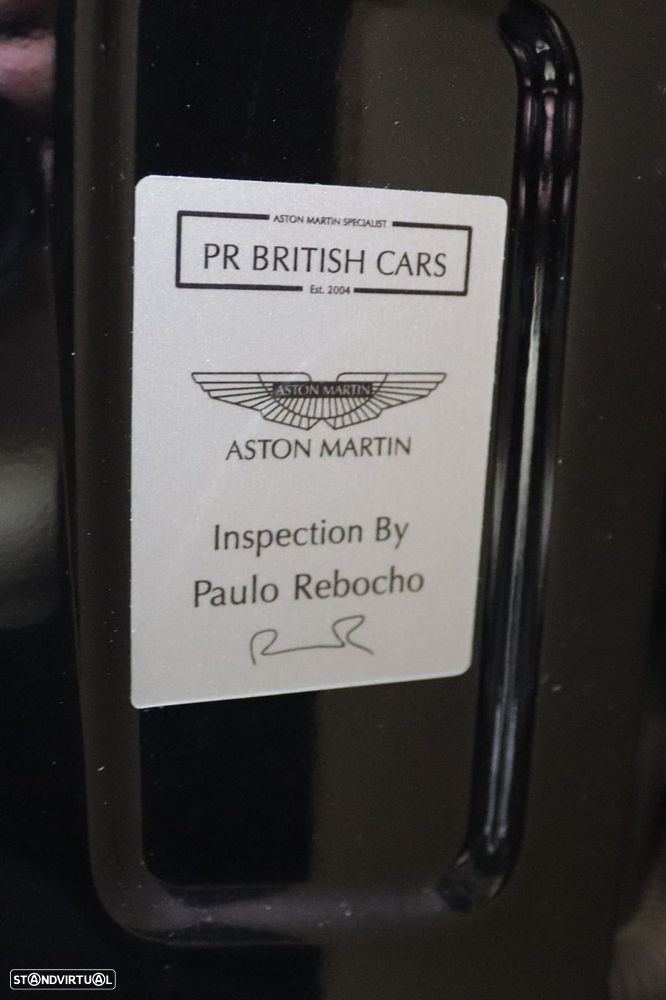 ASTON MARTIN SPECIALIST
PR BRITISH CARS
Est. 2004
ASTON MARTIN
ASTON MARTIN
Inspection By
Paulo Rebocho
STANDVIRTUAL